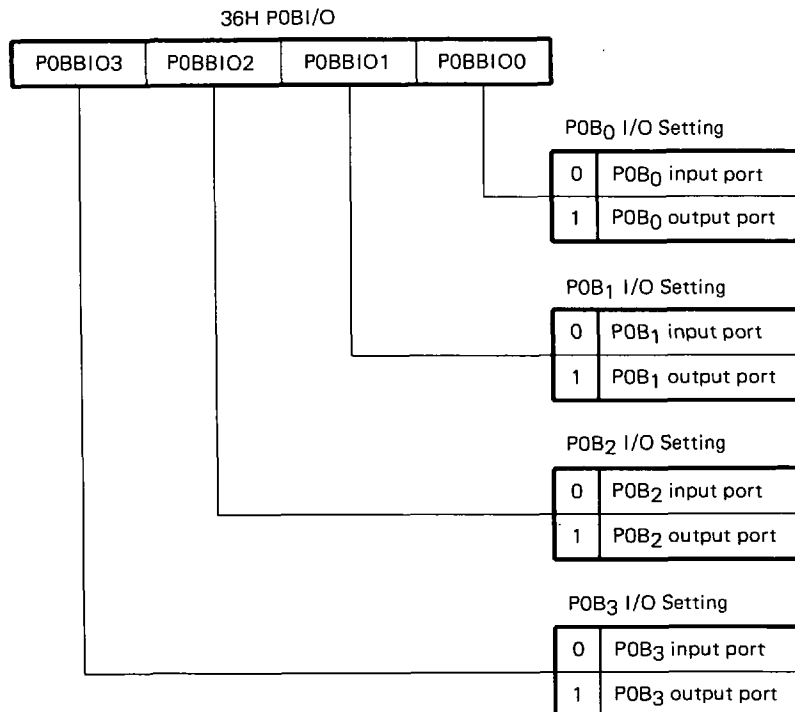 36H P0BI/O
P0BBIO3 P0BBIO2 P0BBIO1 P0BBIO0
P0B0 I/O Setting
0 P0B0 input port
1 P0B0 output port
P0B1 I/O Setting
0 P0B1 input port
1 P0B1 output port
P0B2 I/O Setting
0 P0B2 input port
1 P0B2 output port
P0B3 I/O Setting
0 P0B3 input port
1 P0B3 output port